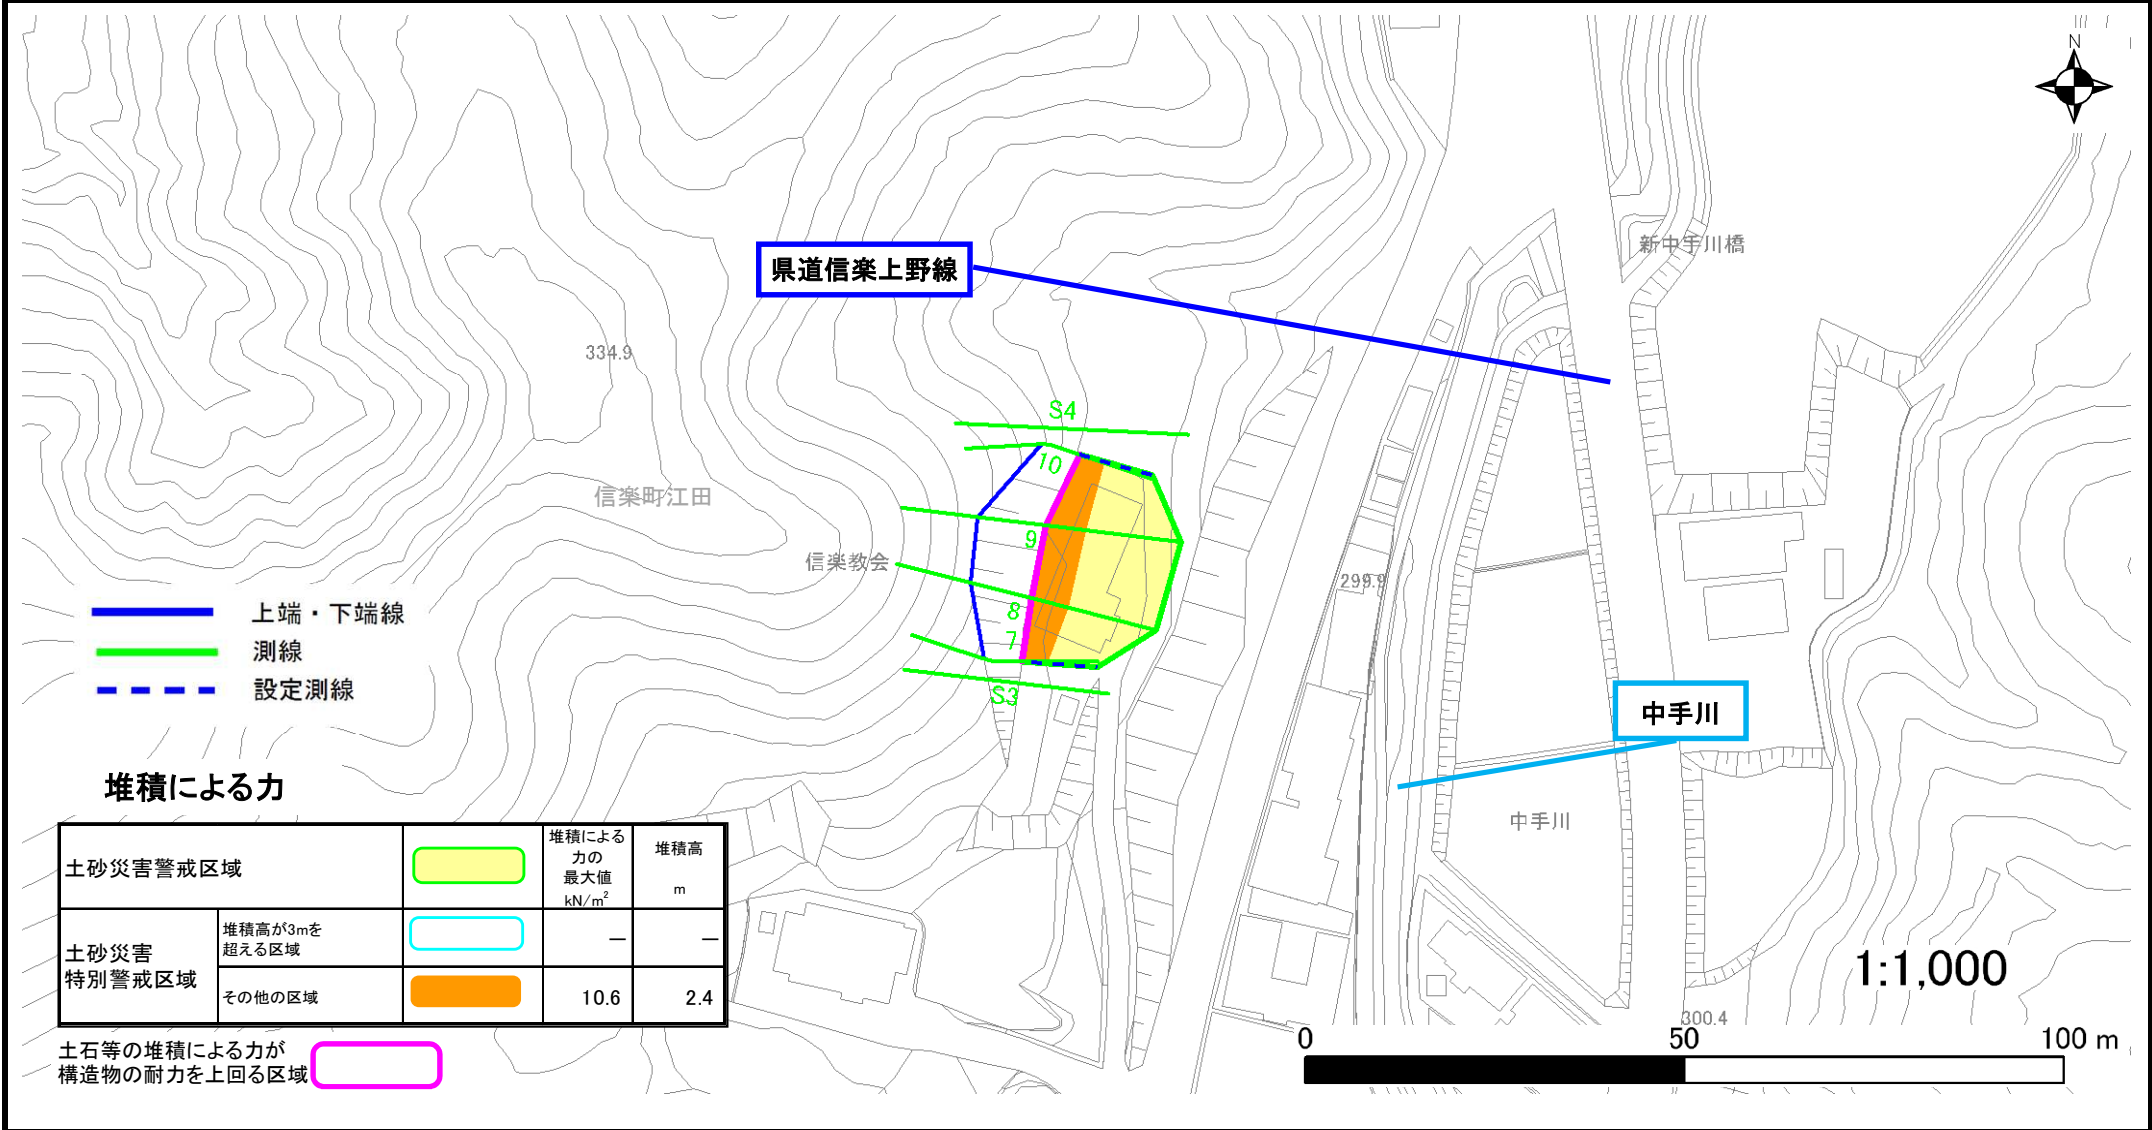 N
新中手川橋
県道信楽上野線
334.9
S4
10
信楽町江田
9
信楽教会
299.9
8
7
S3
上端・下端線
測線
設定測線
中手川
中手川
堆積による力
堆積による
力の
最大値
kN/m²
堆積高
m
土砂災害警戒区域
土砂災害
特別警戒区域
堆積高が3mを
超える区域
― ―
その他の区域
10.6 2.4
土石等の堆積による力が
構造物の耐力を上回る区域
1:1,000
300.4
0 50 100 m